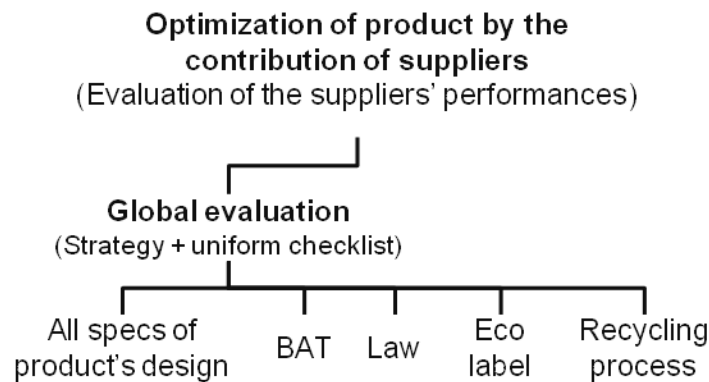 Optimization of product by the
contribution of suppliers
(Evaluation of the suppliers' performances)
Global evaluation
(Strategy + uniform checklist)
All specs of
product's design
BAT
Law
Eco
label
Recycling
process